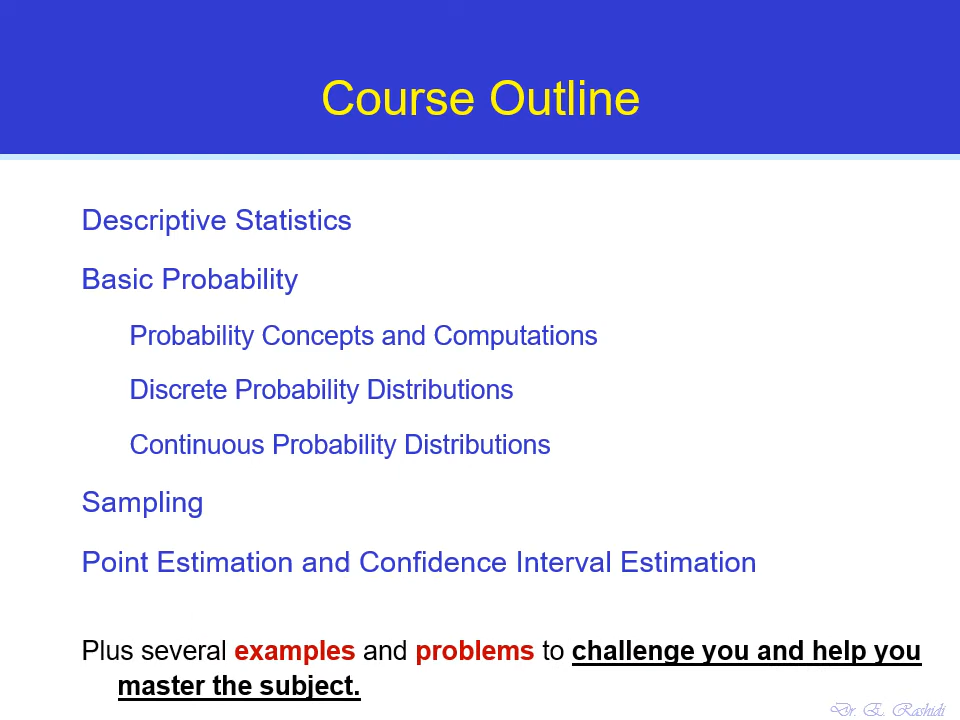 Course Outline
Descriptive Statistics
Basic Probability
Probability Concepts and Computations
Discrete Probability Distributions
Continuous Probability Distributions
Sampling
Point Estimation and Confidence Interval Estimation
Plus several examples and problems to challenge you and help you
master the subject.
Dr. E. Rashidi